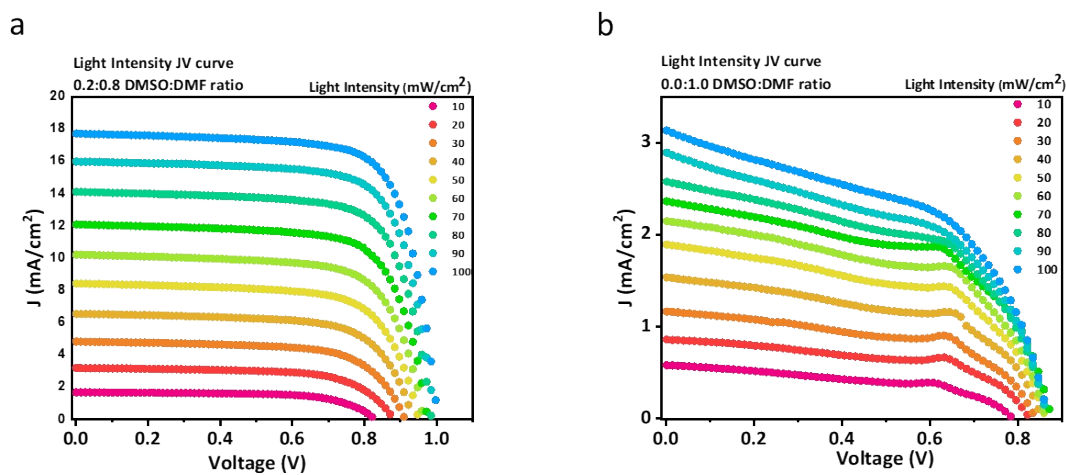 a
Light Intensity JV curve
0.2:0.8 DMSO:DMF ratio
Light Intensity (mW/cm²)
10
20
30
40
50
60
70
80
90
100
20
18
16
14
12
10
8
6
4
2
0
J (mA/cm²)
0.0 0.2 0.4 0.6 0.8 1.0
Voltage (V)
b
Light Intensity JV curve
0.0:1.0 DMSO:DMF ratio
Light Intensity (mW/cm²)
10
20
30
40
50
60
70
80
90
100
3
2
1
0
J (mA/cm²)
0.0 0.2 0.4 0.6 0.8
Voltage (V)